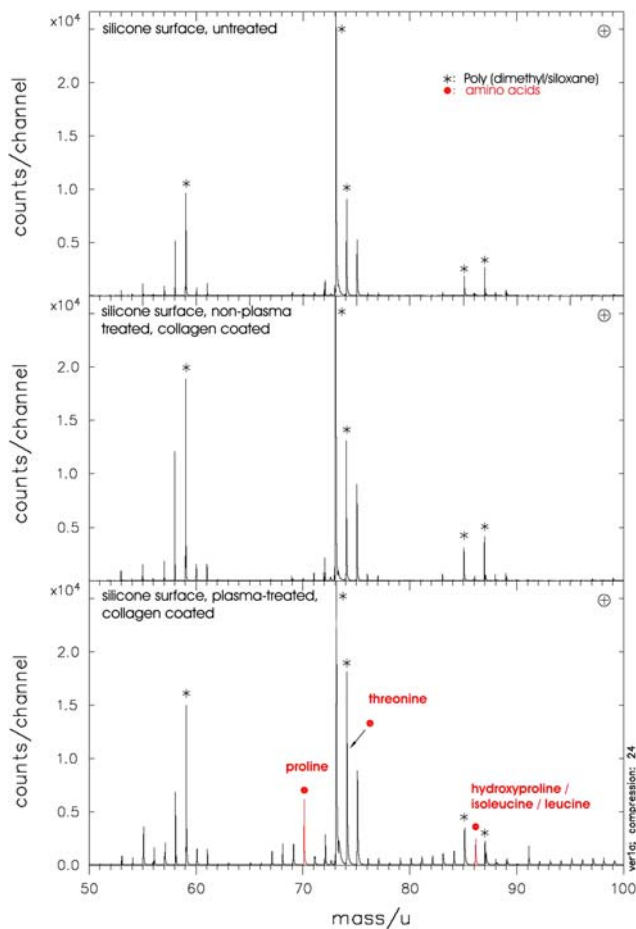 ×10⁴
silicone surface, untreated
*
⊕
2.0
*: Poly (dimethyl/siloxane)
●: amino acids
1.5
counts/channel
1.0
*
*
0.5
*
*
×10⁴
silicone surface, non-plasma
treated, collagen coated
*
⊕
2.0
*
1.5
counts/channel
*
1.0
0.5
*
*
×10⁴
silicone surface, plasma-treated,
collagen coated
*
⊕
2.0
*
threonine
*
1.5
counts/channel
proline
1.0
hydroxyproline /
isoleucine / leucine
0.5
*
*
0.0
50
60
70
80
90
100
mass/u
ver1a; compression: 24